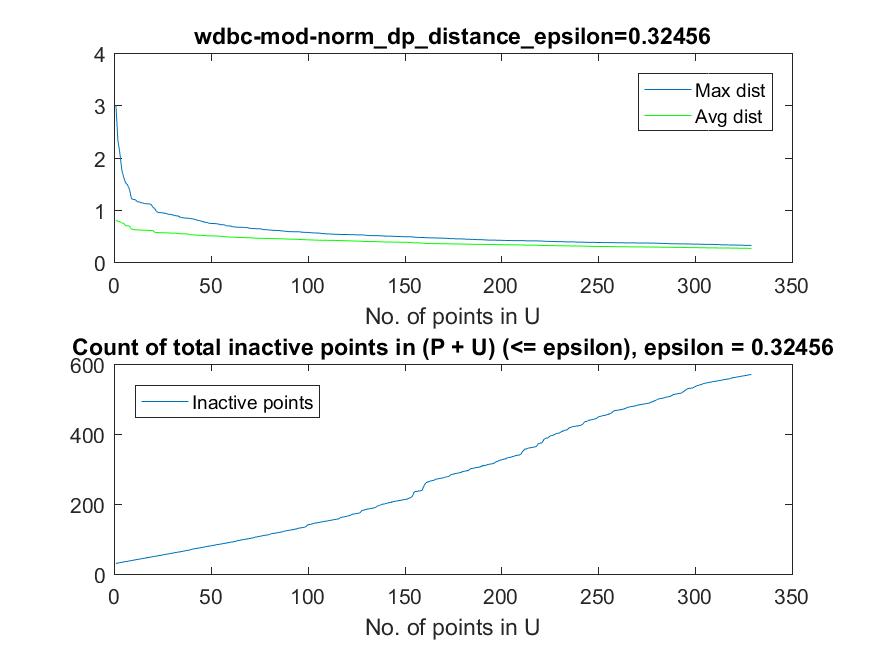 wdbc-mod-norm_dp_distance_epsilon=0.32456
4
3
2
1
0
Max dist
Avg dist
0 50 100 150 200 250 300 350
No. of points in U
Count of total inactive points in (P + U) (<= epsilon), epsilon = 0.32456
600
400
200
0
Inactive points
0 50 100 150 200 250 300 350
No. of points in U